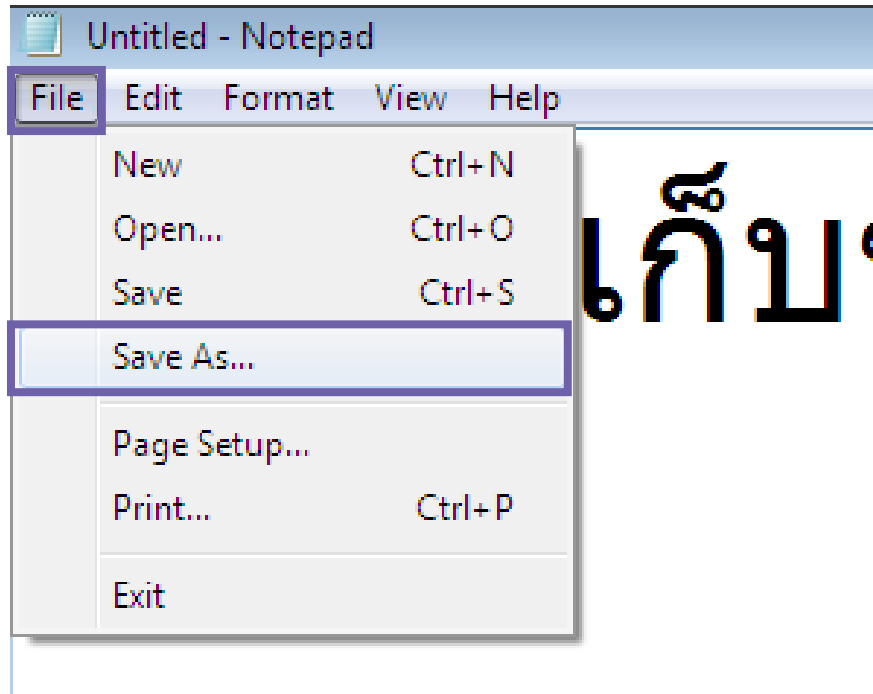 Untitled - Notepad
File Edit Format View Help
New Ctrl+N
Open... Ctrl+O
Save Ctrl+S
Save As...
Page Setup...
Print... Ctrl+P
Exit
เก็บ